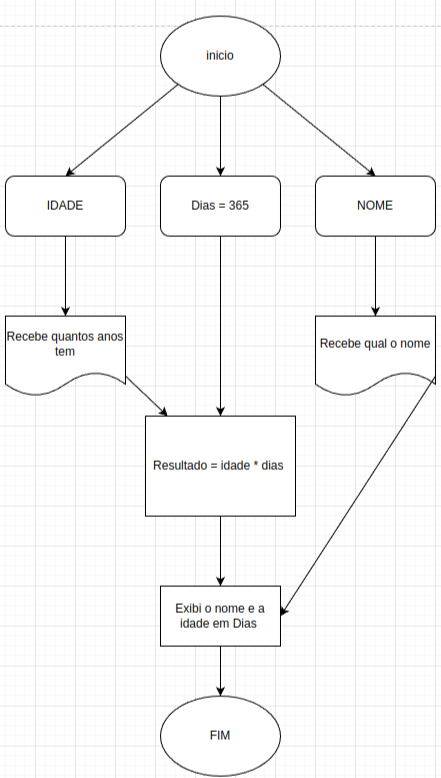 inicio
IDADE
Dias = 365
NOME
Recebe quantos anos
tem
Recebe qual o nome
Resultado = idade * dias
Exibi o nome e a
idade em Dias
FIM